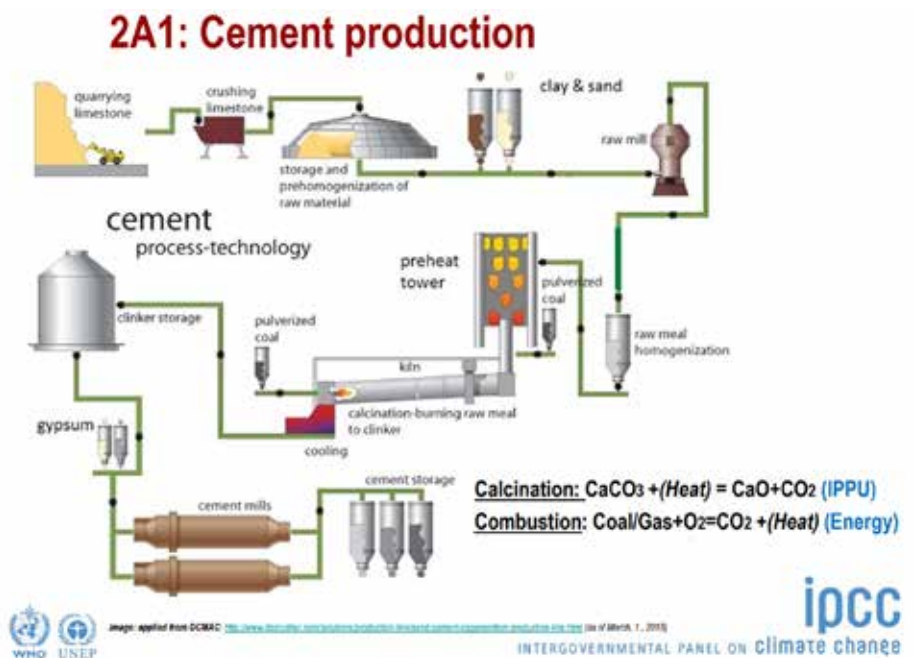 2A1: Cement production
quarrying
limestone
crushing
limestone
storage and
prehomogenization of
raw material
clay & sand
raw mill
cement
process-technology
preheat
tower
pulverized
coal
raw meal
homogenization
clinker storage
pulverized
coal
kiln
calcination-burning raw meal
to clinker
cooling
gypsum
cement mills
cement storage
Calcination: CaCO3 +(Heat) = CaO+CO2 (IPPU)
Combustion: Coal/Gas+O2=CO2 +(Heat) (Energy)
WMO UNEP
ipcc
INTERGOVERNMENTAL PANEL ON climate change